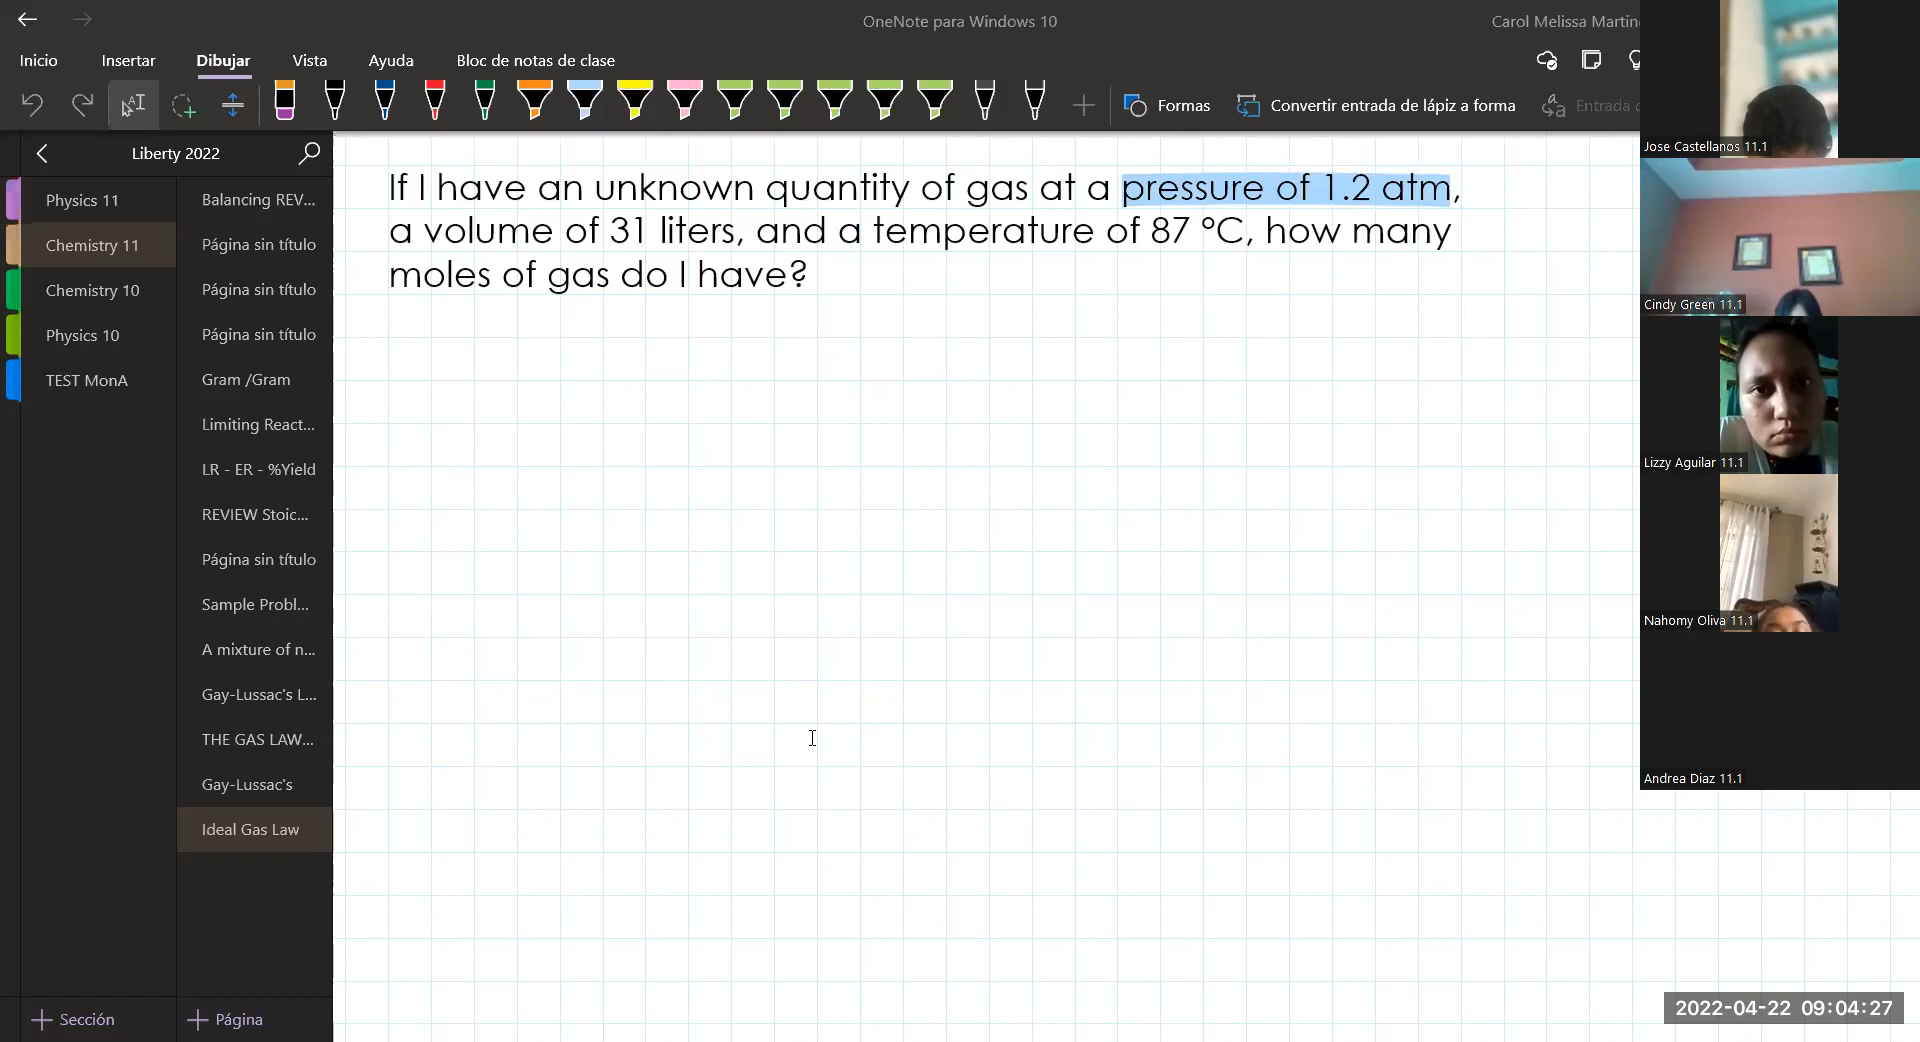 OneNote para Windows 10
Carol Melissa Martin
Inicio
Insertar
Dibujar
Vista
Ayuda
Bloc de notas de clase
Formas
Convertir entrada de lápiz a forma
Entrada
Liberty 2022
Physics 11
Chemistry 11
Chemistry 10
Physics 10
TEST MonA
Balancing REV...
Página sin título
Página sin título
Página sin título
Gram /Gram
Limiting React...
LR - ER - %Yield
REVIEW Stoic...
Página sin título
Sample Probl...
A mixture of n...
Gay-Lussac's L...
THE GAS LAW...
Gay-Lussac's
Ideal Gas Law
Sección
Página
If I have an unknown quantity of gas at a pressure of 1.2 atm,
a volume of 31 liters, and a temperature of 87 °C, how many
moles of gas do I have?
Jose Castellanos 11.1
Cindy Green 11.1
Lizzy Aguilar 11.1
Nahomy Oliva 11.1
Andrea Diaz 11.1
2022-04-22 09:04:27